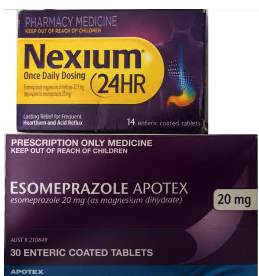 PHARMACY MEDICINE
KEEP OUT OF REACH OF CHILDREN
Nexium®
Once Daily Dosing
24HR
Lasting Relief for Frequent
Heartburn and Acid Reflux
14 enteric coated tablets
PRESCRIPTION ONLY MEDICINE
KEEP OUT OF REACH OF CHILDREN
ESOMEPRAZOLE APOTEX
esomeprazole 20 mg (as magnesium dihydrate)
20 mg
AUST R 210849
30 ENTERIC COATED TABLETS
APOTEX